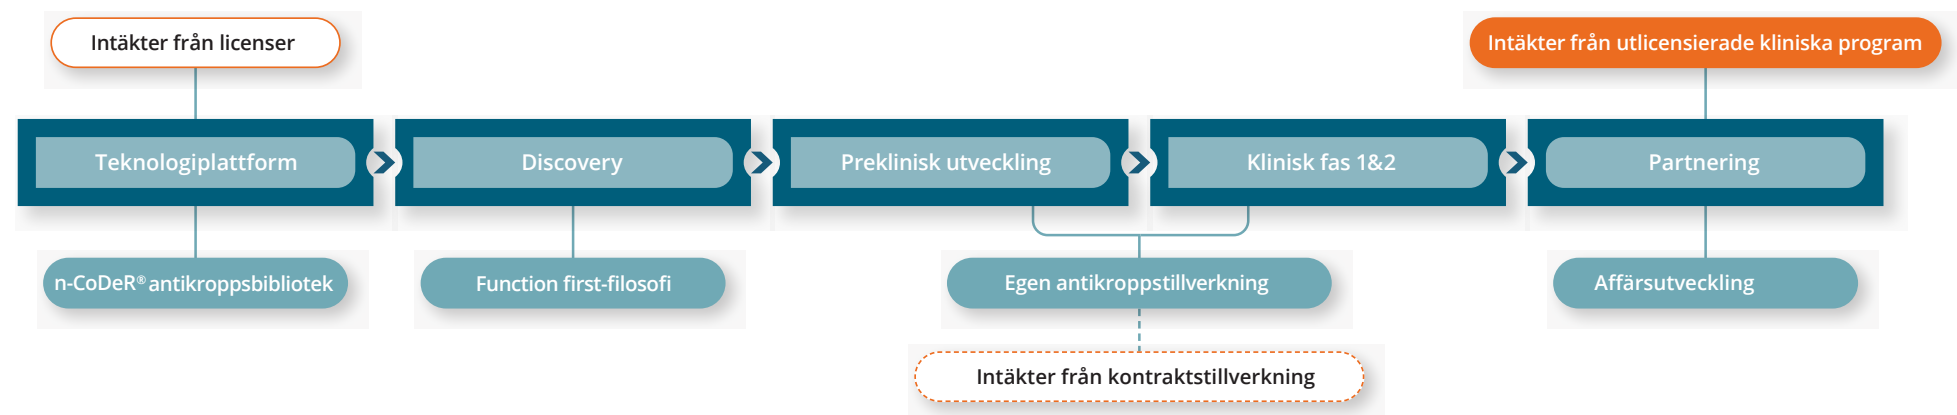 Intäkter från licenser
Intäkter från utlicensierade kliniska program
Teknologiplattform
Discovery
Preklinisk utveckling
Klinisk fas 1&2
Partnering
n-CoDeR® antikroppsbibliotek
Function first-filosofi
Egen antikroppstillverkning
Affärsutveckling
Intäkter från kontraktstillverkning